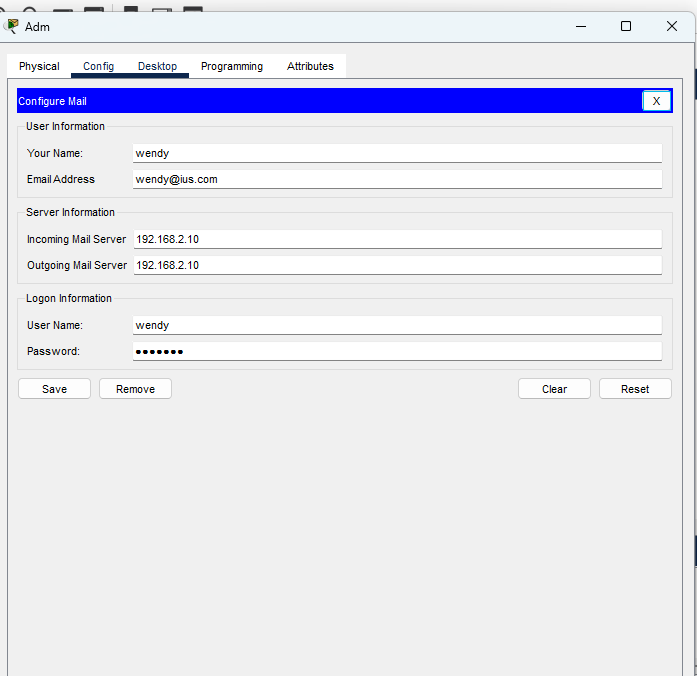 Adm
Physical Config Desktop Programming Attributes
Configure Mail X
User Information
Your Name: wendy
Email Address wendy@ius.com
Server Information
Incoming Mail Server 192.168.2.10
Outgoing Mail Server 192.168.2.10
Logon Information
User Name: wendy
Password: •••••••
Save Remove Clear Reset